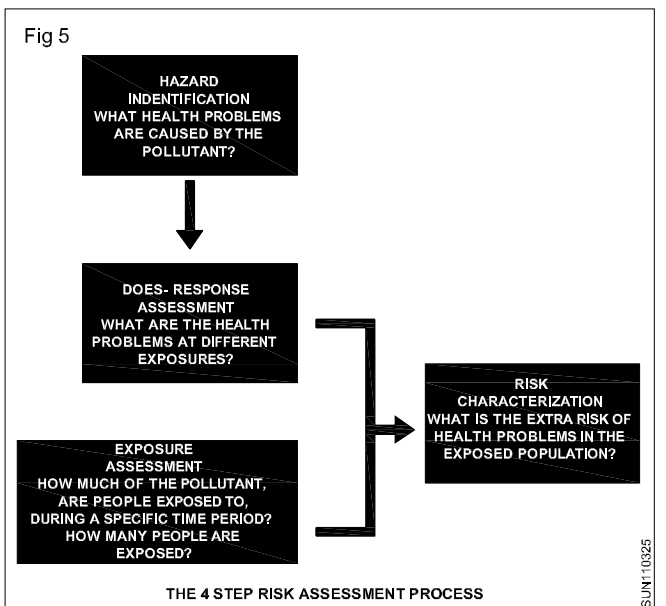 Fig 5
HAZARD
INDENTIFICATION
WHAT HEALTH PROBLEMS
ARE CAUSED BY THE
POLLUTANT?
DOES- RESPONSE
ASSESSMENT
WHAT ARE THE HEALTH
PROBLEMS AT DIFFERENT
EXPOSURES?
EXPOSURE
ASSESSMENT
HOW MUCH OF THE POLLUTANT,
ARE PEOPLE EXPOSED TO,
DURING A SPECIFIC TIME PERIOD?
HOW MANY PEOPLE ARE
EXPOSED?
RISK
CHARACTERIZATION
WHAT IS THE EXTRA RISK OF
HEALTH PROBLEMS IN THE
EXPOSED POPULATION?
THE 4 STEP RISK ASSESSMENT PROCESS
SUN110325